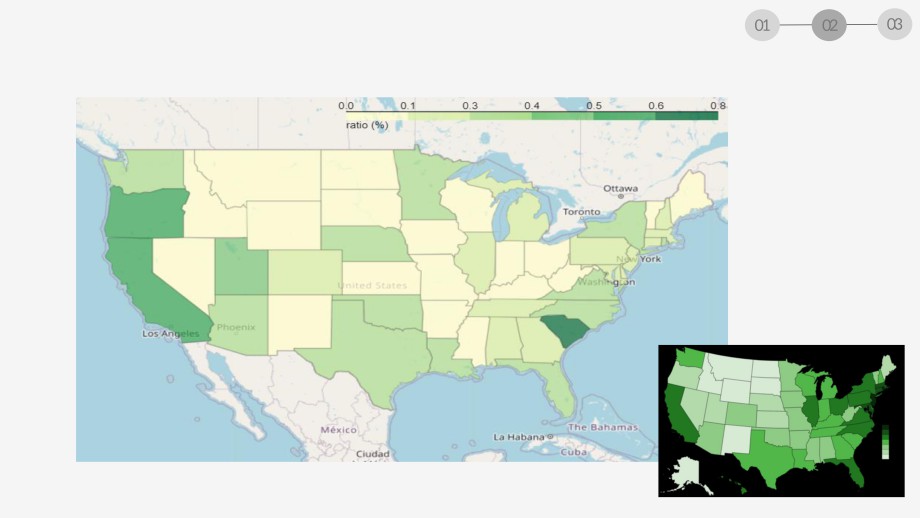 01 02 03
0.0 0.1 0.3 0.4 0.5 0.6 0.8
ratio (%)
Ottawa
Toronto
New York
United States
Washington
Phoenix
Los Angeles
México
La Habana
The Bahamas
Cuba
Ciudad